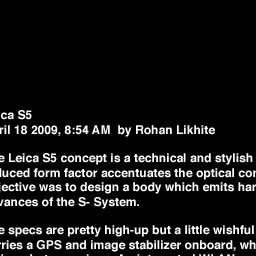 ca S5
ril 18 2009, 8:54 AM by Rohan Likhite
e Leica S5 concept is a technical and stylish
duced form factor accentuates the optical cor
jective was to design a body which emits har
vances of the S- System.
e specs are pretty high-up but a little wishful
rries a GPS and image stabilizer onboard, wh